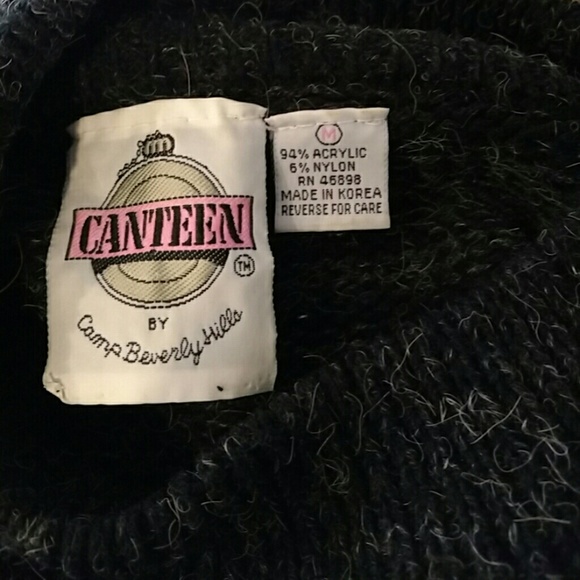 CANTEEN
TM
BY
Camp Beverly Hills
M
94% ACRYLIC
6% NYLON
RN 46898
MADE IN KOREA
REVERSE FOR CARE